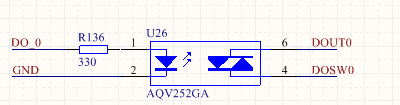 U26
DO_0 R136 1 6 DOUT0
330
GND 2 4 DOSW0
AQV252GA